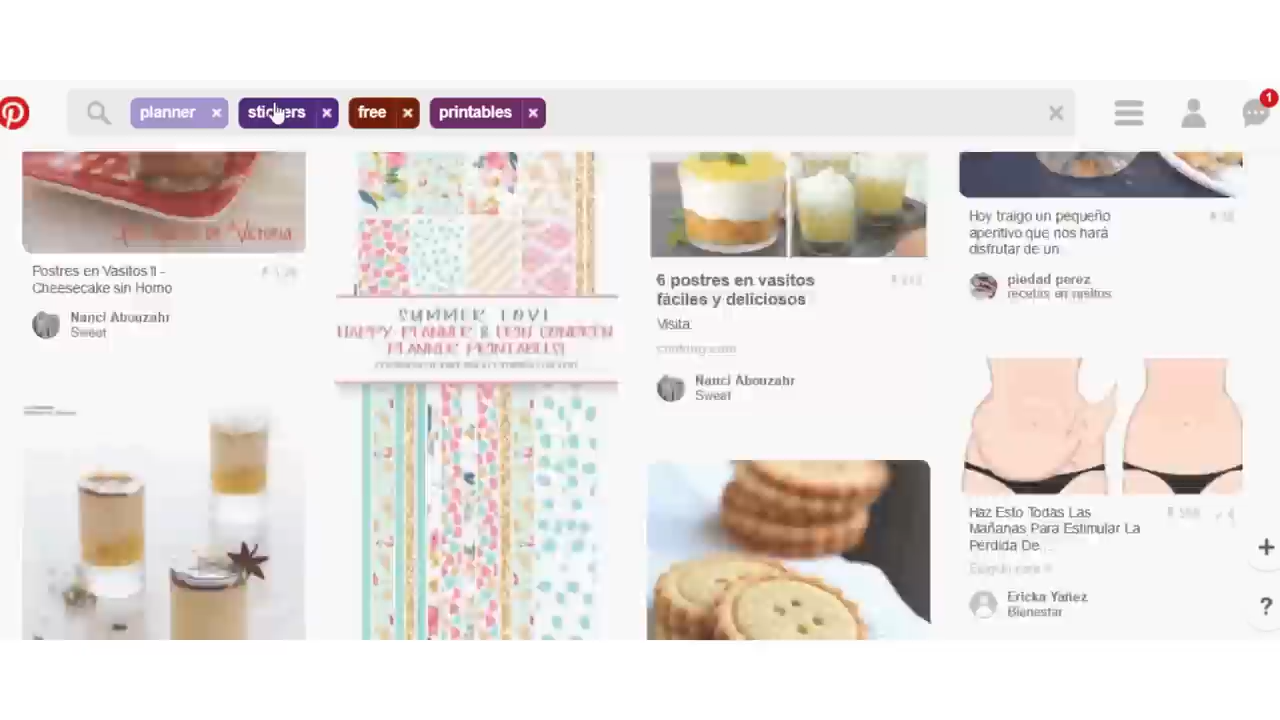 planner × stickers × free × printables ×
1
Postres en Vasitos II -
Cheesecake sin Horno
Nanci Abouzahr
Sweet
SUMMER LOVE
HAPPY PLANNER & ERIN CONDREN
PLANNER PRINTABLES!
6 postres en vasitos
fáciles y deliciosos
Visita:
Nanci Abouzahr
Sweet
Hoy traigo un pequeño
aperitivo que nos hará
disfrutar de un...
piedad perez
recetas en vasitos
Haz Esto Todas Las
Mañanas Para Estimular La
Pérdida De...
Ericka Yañez
Bienestar
+
?